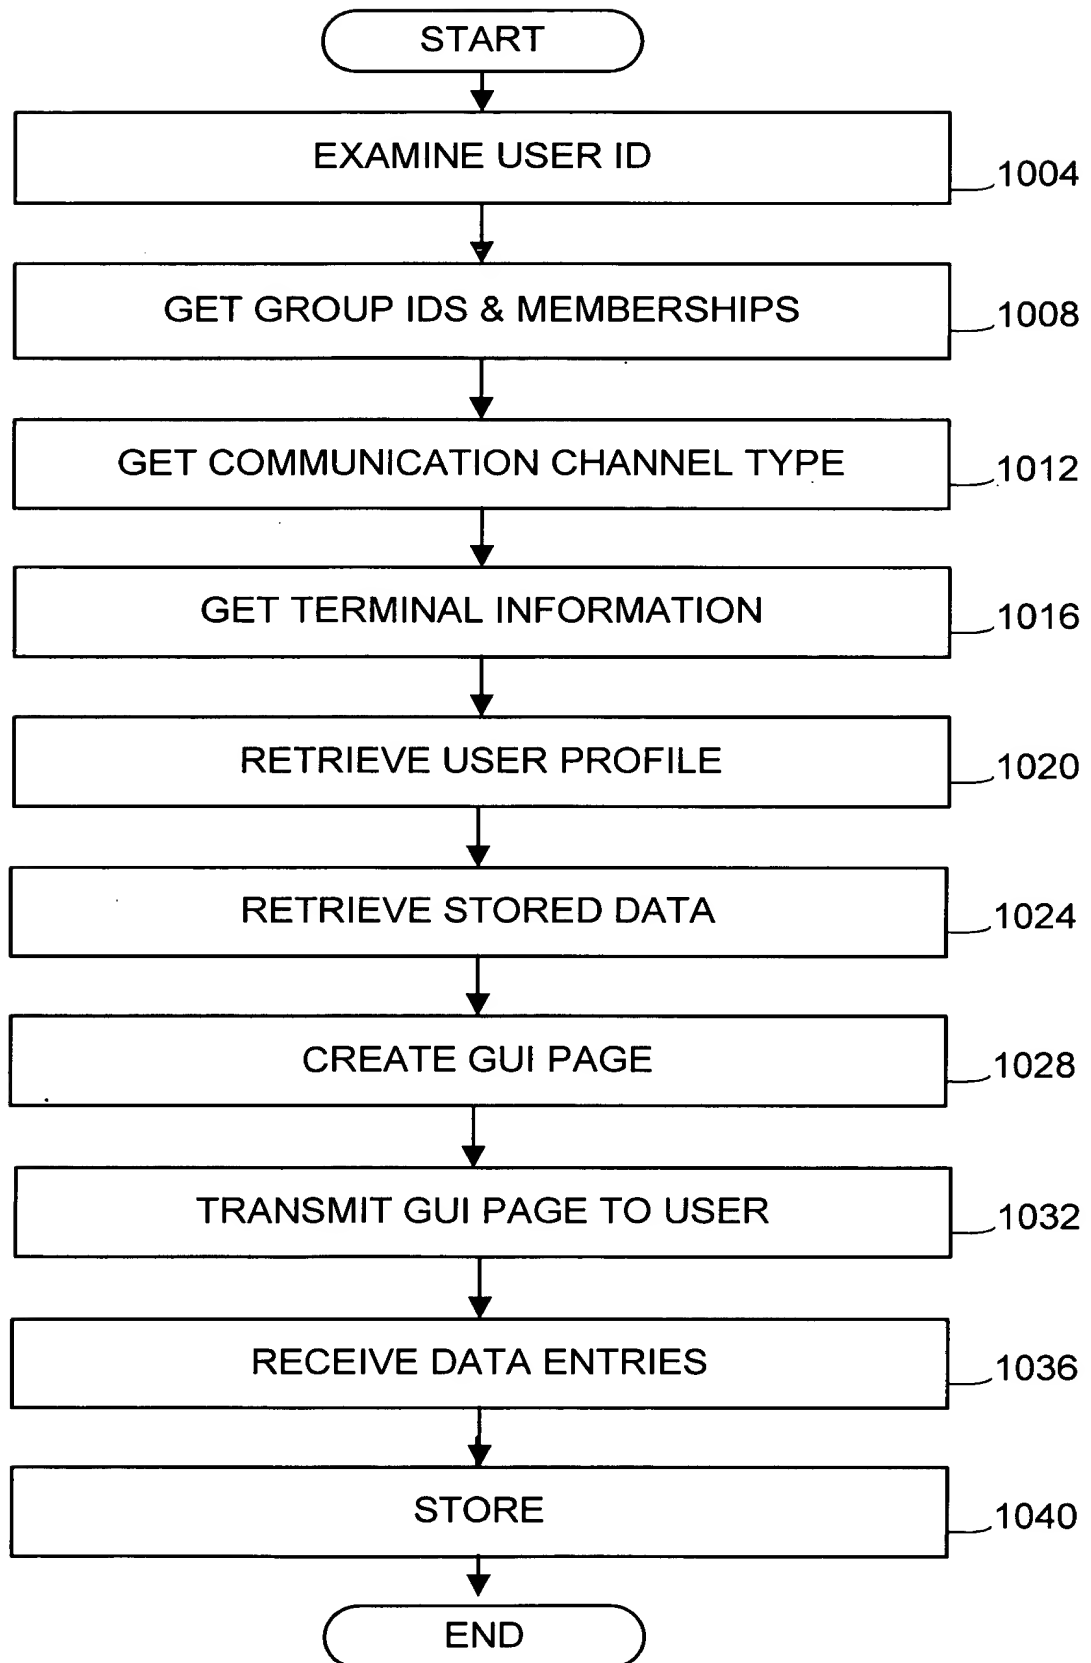 START
EXAMINE USER ID
1004
GET GROUP IDS & MEMBERSHIPS
1008
GET COMMUNICATION CHANNEL TYPE
1012
GET TERMINAL INFORMATION
1016
RETRIEVE USER PROFILE
1020
RETRIEVE STORED DATA
1024
CREATE GUI PAGE
1028
TRANSMIT GUI PAGE TO USER
1032
RECEIVE DATA ENTRIES
1036
STORE
1040
END